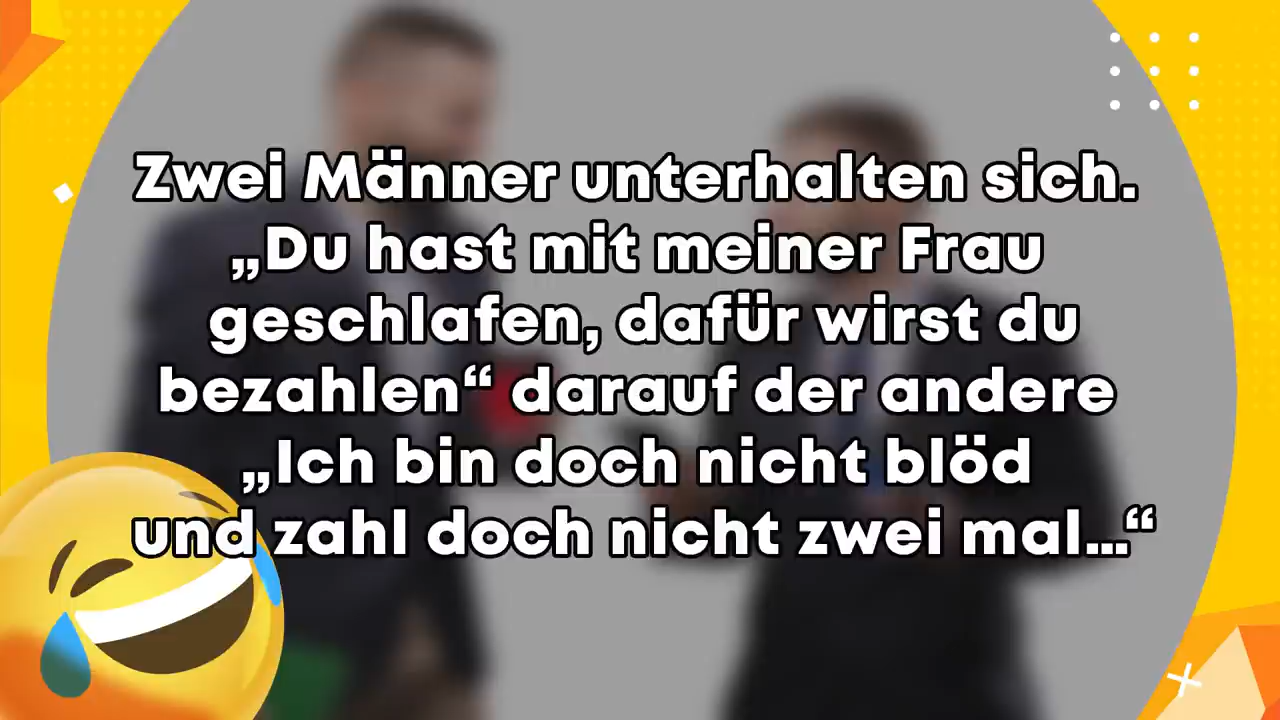 Zwei Männer unterhalten sich.
„Du hast mit meiner Frau
geschlafen, dafür wirst du
bezahlen“ darauf der andere
„Ich bin doch nicht blöd
und zahl doch nicht zwei mal...“